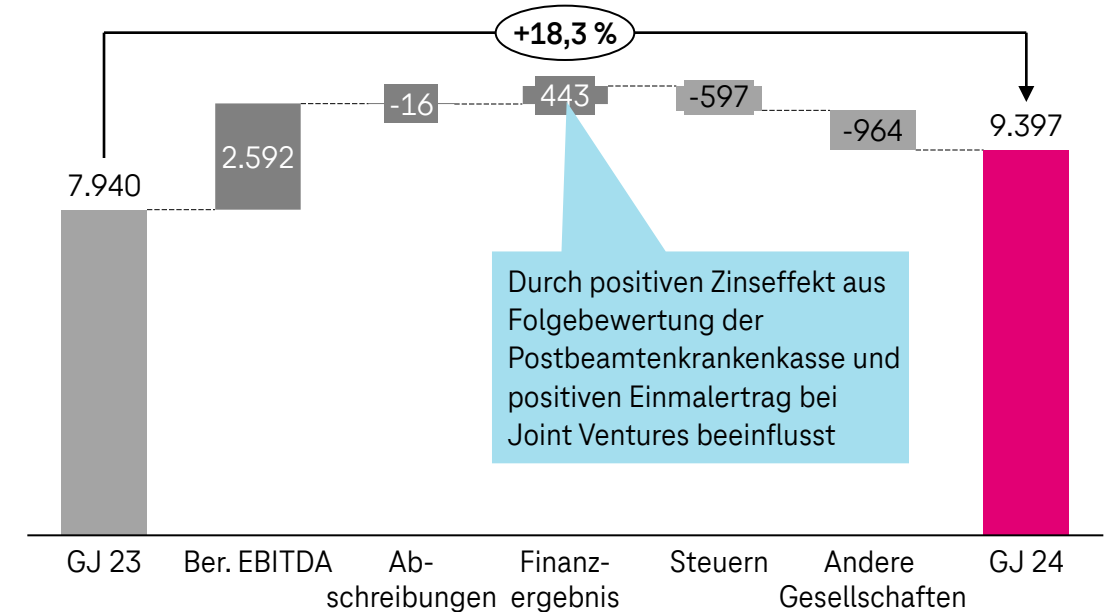 +18,3 %
7.940
2.592
-16
443
-597
-964
9.397
Durch positiven Zinseffekt aus
Folgebewertung der
Postbeamtenkrankenkasse und
positiven Einmalertrag bei
Joint Ventures beeinflusst
GJ 23
Ber. EBITDA
Ab-
schreibungen
Finanz-
ergebnis
Steuern
Andere
Gesellschaften
GJ 24